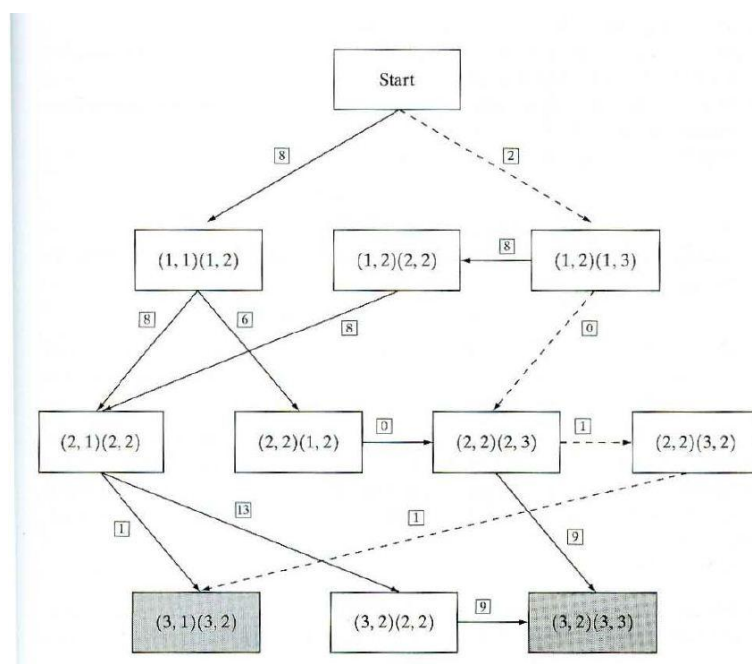 Start
8
2
(1, 1)(1, 2)
(1, 2)(2, 2)
8
(1, 2)(1, 3)
8
6
8
0
(2, 1)(2, 2)
(2, 2)(1, 2)
0
(2, 2)(2, 3)
1
(2, 2)(3, 2)
1
13
1
9
(3, 1)(3, 2)
(3, 2)(2, 2)
9
(3, 2)(3, 3)